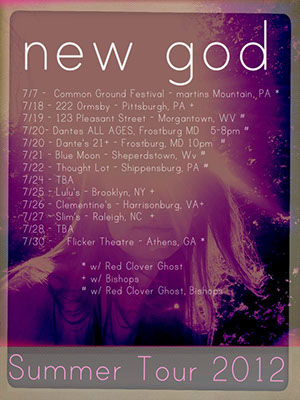 new god
7/7 - Common Ground Festival - martins Mountain, PA *
7/18 - 222 Ormsby - Pittsburgh, PA +
7/19 - 123 Pleasant Street - Morgantown, WV #
7/20- Dantes ALL AGES, Frostburg MD 5-8pm #
7/20 - Dante's 21+ - Frostburg, MD 10pm #
7/21 - Blue Moon - Sheperdstown, Wv #
7/22 - Thought Lot - Shippensburg, PA #
7/24 - TBA
7/25 - Lulu's - Brooklyn, NY +
7/26 - Clementine's - Harrisonburg, VA+
7/27 - Slim's - Raleigh, NC +
7/28 - TBA
7/30 - Flicker Theatre - Athens, GA *
* w/ Red Clover Ghost
+ w/ Bishops
# w/ Red Clover Ghost, Bishops
Summer Tour 2012